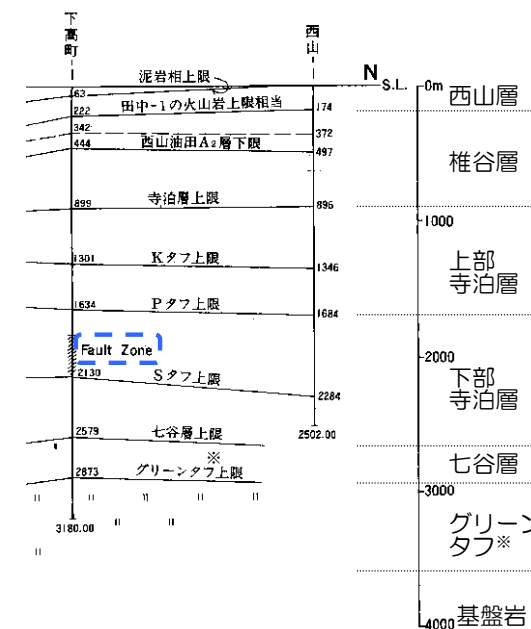 下高町
西山
N
S.L.
0m
泥岩相上限
63
田中-1の火山岩上限相当
222
174
342
372
444
西山油田A₂層下限
497
899
寺泊層上限
896
1000
1301
Kタフ上限
1346
1634
Pタフ上限
1684
Fault Zone
2000
2130
Sタフ上限
2284
2502.00
2579
七谷層上限
※
2873
グリーンタフ上限
3000
3180.00
4000
西山層
椎谷層
上部
寺泊層
下部
寺泊層
七谷層
グリーン
タフ※
基盤岩